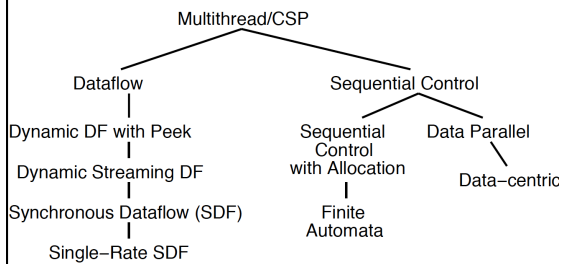 Multithread/CSP
Dataflow
Sequential Control
Dynamic DF with Peek
Sequential
Control
with Allocation
Data Parallel
Dynamic Streaming DF
Data−centric
Synchronous Dataflow (SDF)
Finite
Automata
Single−Rate SDF